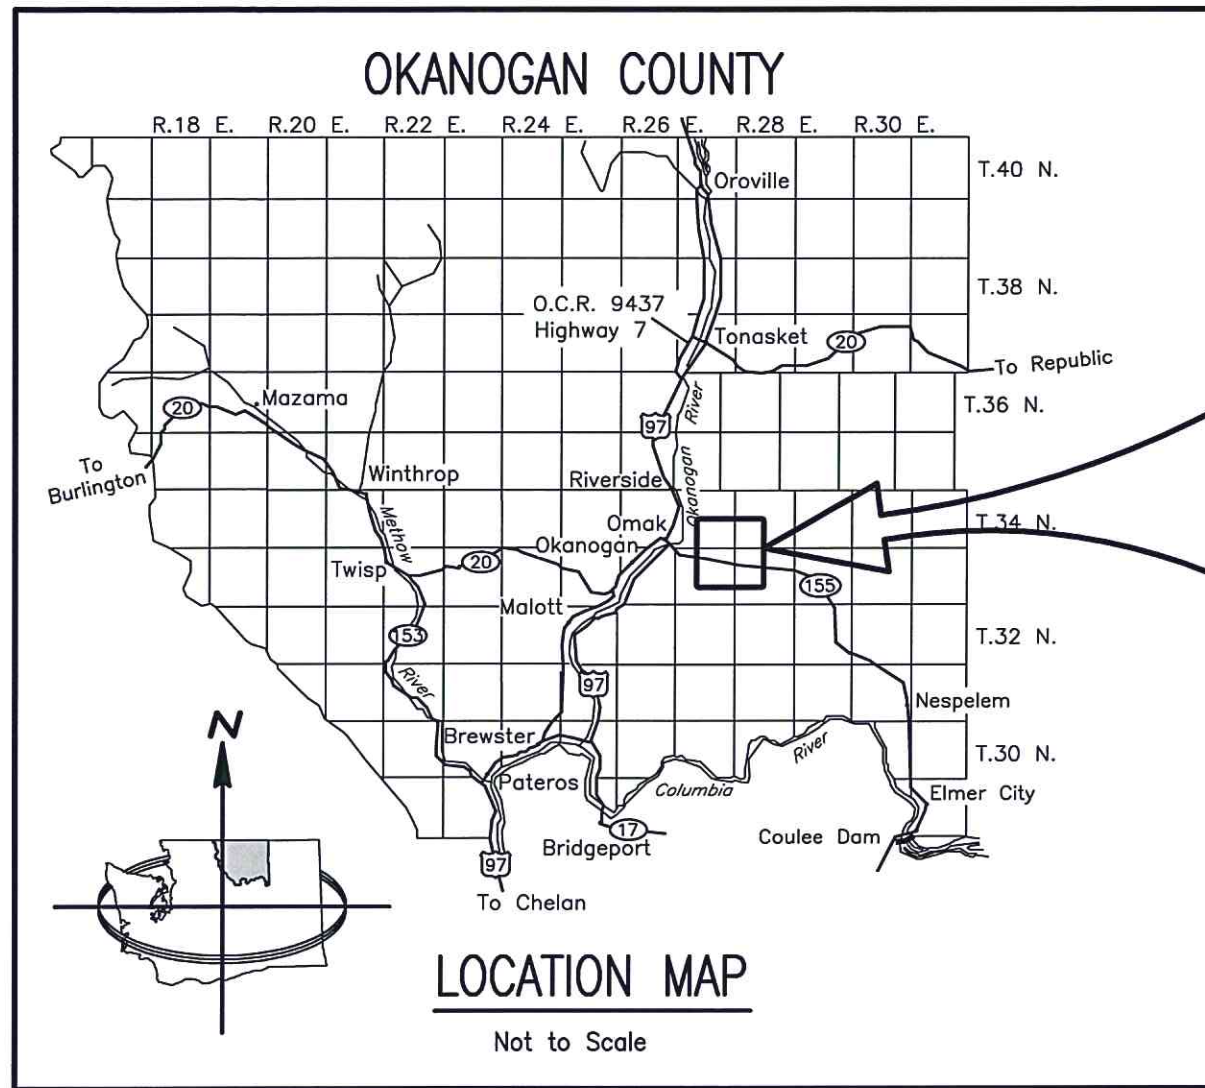 OKANOGAN COUNTY
R.18 E. R.20 E. R.22 E. R.24 E. R.26 E. R.28 E. R.30 E.
T.40 N.
Oroville
T.38 N.
O.C.R. 9437
Highway 7
Tonasket
20
To Republic
Mazama
20
T.36 N.
River
97
To
Burlington
Winthrop
Riverside
Okanogan
Methow
Omak
T.34 N.
Okanogan
Twisp
20
155
Malott
T.32 N.
153
River
97
Nespelem
Brewster
River
T.30 N.
Pateros
Columbia
Elmer City
17
Coulee Dam
Bridgeport
97
To Chelan
N
LOCATION MAP
Not to Scale